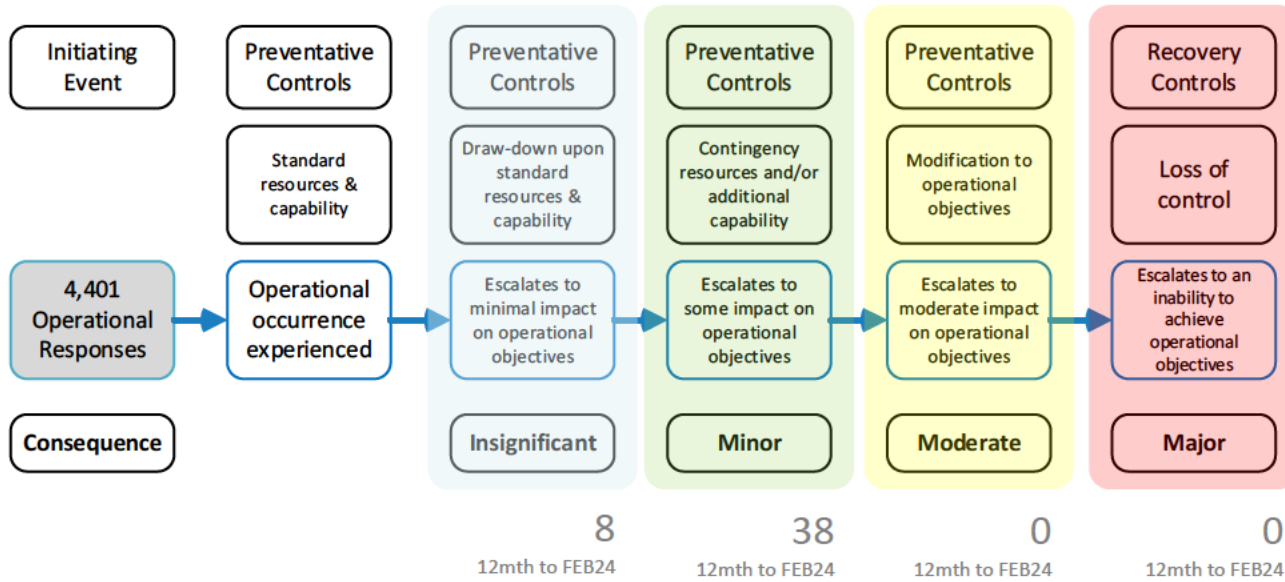 Initiating
Event
Preventative
Controls
Preventative
Controls
Preventative
Controls
Preventative
Controls
Recovery
Controls
Standard
resources &
capability
Draw-down upon
standard
resources &
capability
Contingency
resources and/or
additional
capability
Modification to
operational
objectives
Loss of
control
4,401
Operational
Responses
Operational
occurrence
experienced
Escalates to
minimal impact
on operational
objectives
Escalates to
some impact on
operational
objectives
Escalates to
moderate impact
on operational
objectives
Escalates to an
inability to
achieve
operational
objectives
Consequence
Insignificant
Minor
Moderate
Major
8
12mth to FEB24
38
12mth to FEB24
0
12mth to FEB24
0
12mth to FEB24